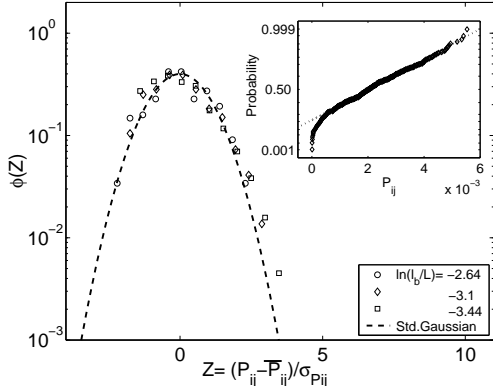 10^0
10^-1
10^-2
10^-3
φ(Z)
0
5
10
Z= (P_ij−P̅_ij)/σ_Pij
0.999
0.50
0.001
Probability
0 2 4 6
x 10^-3
P_ij
ln(l_b/L)= −2.64
−3.1
−3.44
Std.Gaussian